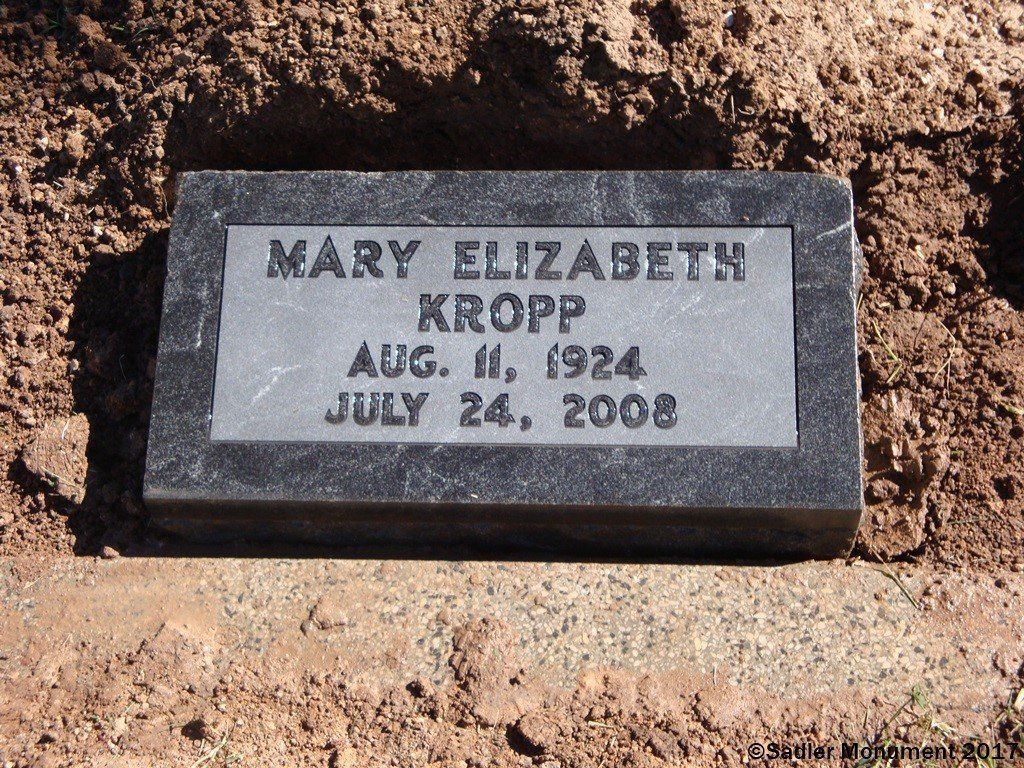 MARY ELIZABETH
KROPP
AUG. 11, 1924
JULY 24, 2008
©Sadler Monument 2017